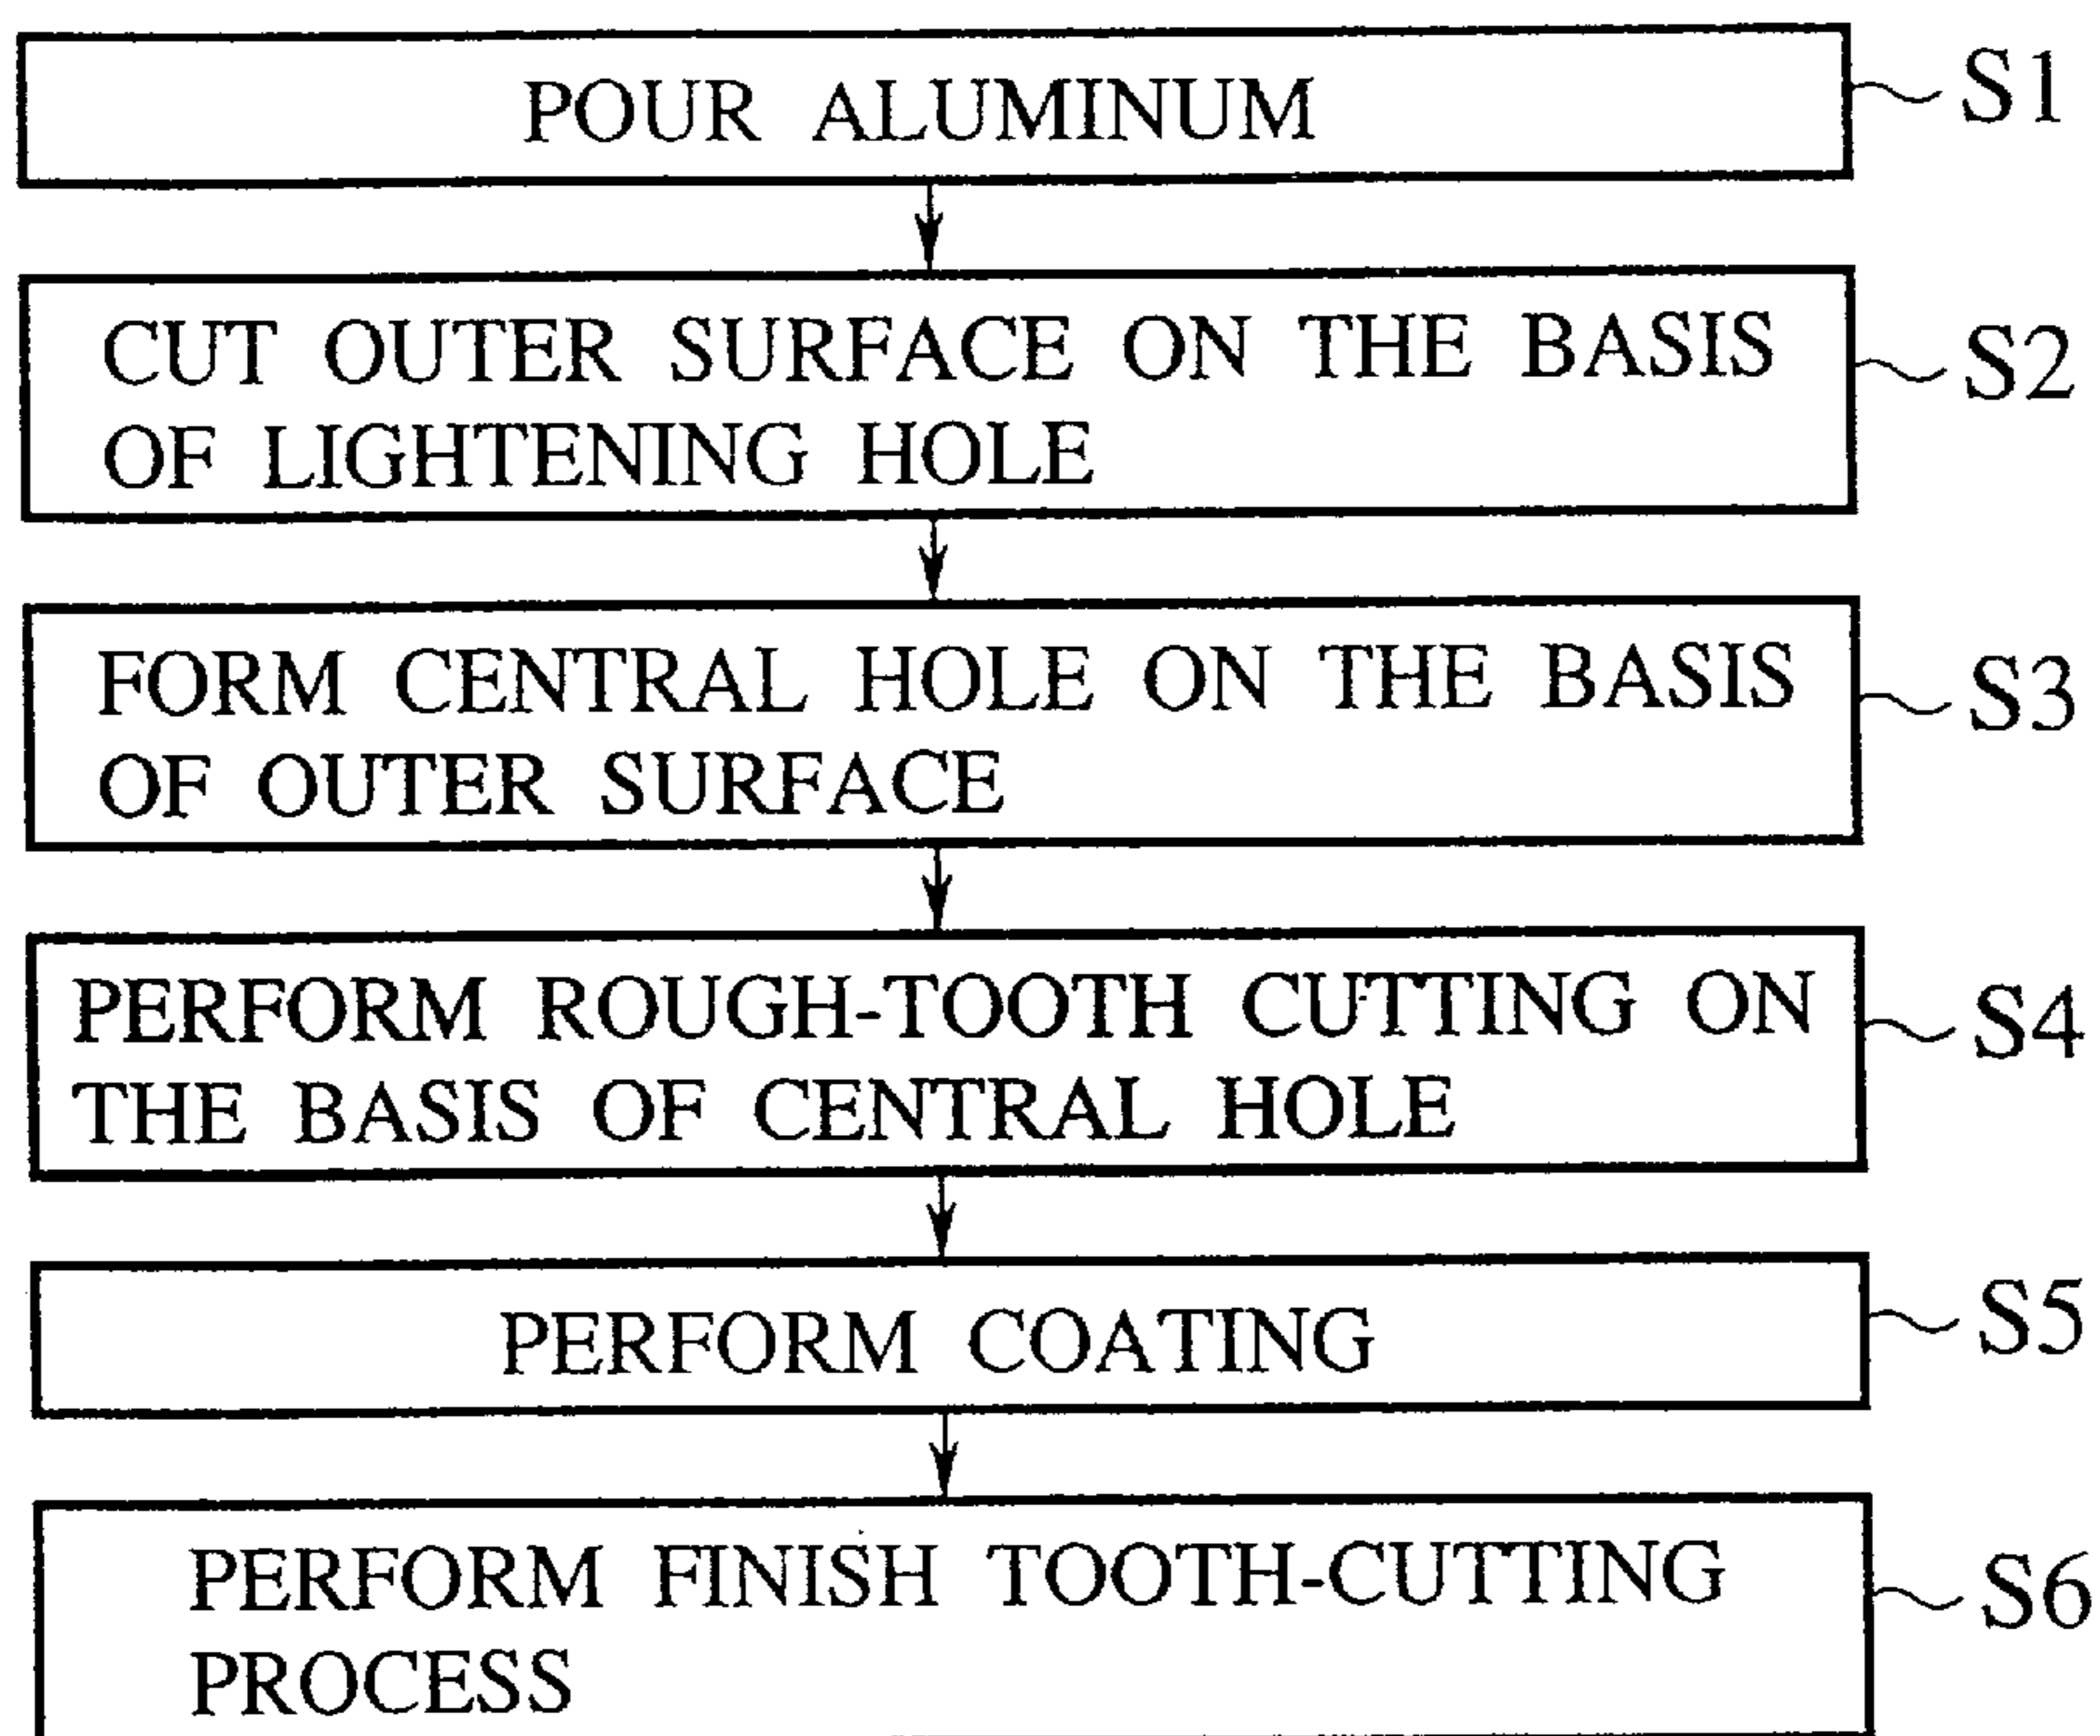 POUR ALUMINUM
S1
CUT OUTER SURFACE ON THE BASIS
OF LIGHTENING HOLE
S2
FORM CENTRAL HOLE ON THE BASIS
OF OUTER SURFACE
S3
PERFORM ROUGH-TOOTH CUTTING ON
THE BASIS OF CENTRAL HOLE
S4
PERFORM COATING
S5
PERFORM FINISH TOOTH-CUTTING
PROCESS
S6